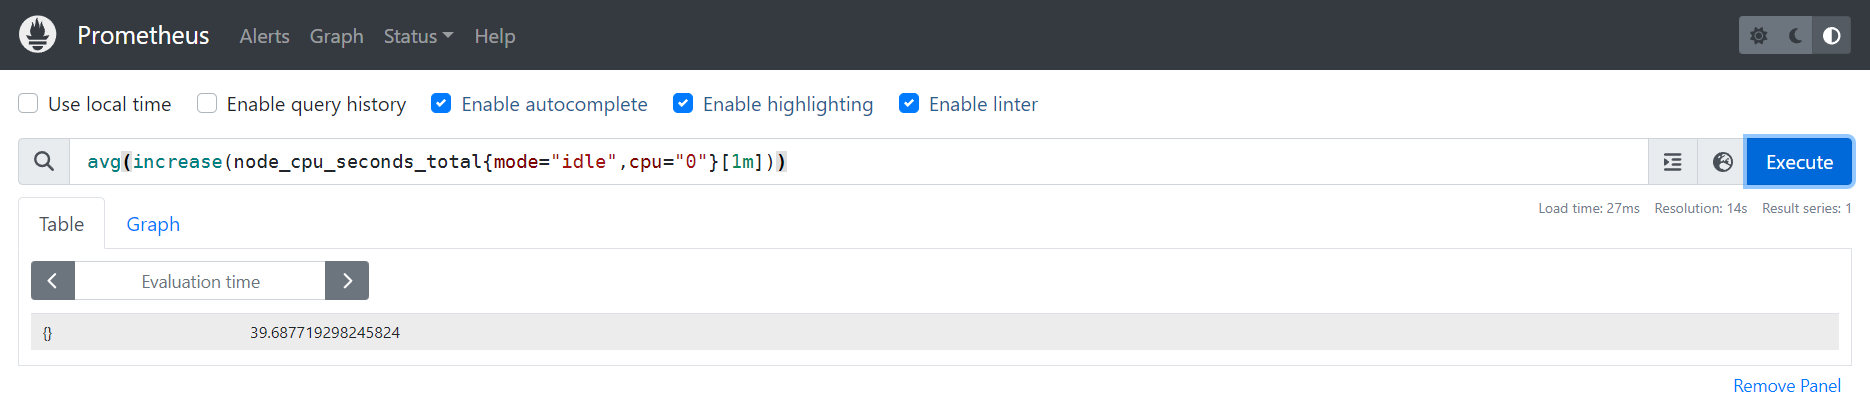 Prometheus Alerts Graph Status Help
Use local time Enable query history Enable autocomplete Enable highlighting Enable linter
avg(increase(node_cpu_seconds_total{mode="idle",cpu="0"}[1m])) Execute
Load time: 27ms Resolution: 14s Result series: 1
Table Graph
Evaluation time
{} 39.687719298245824
Remove Panel